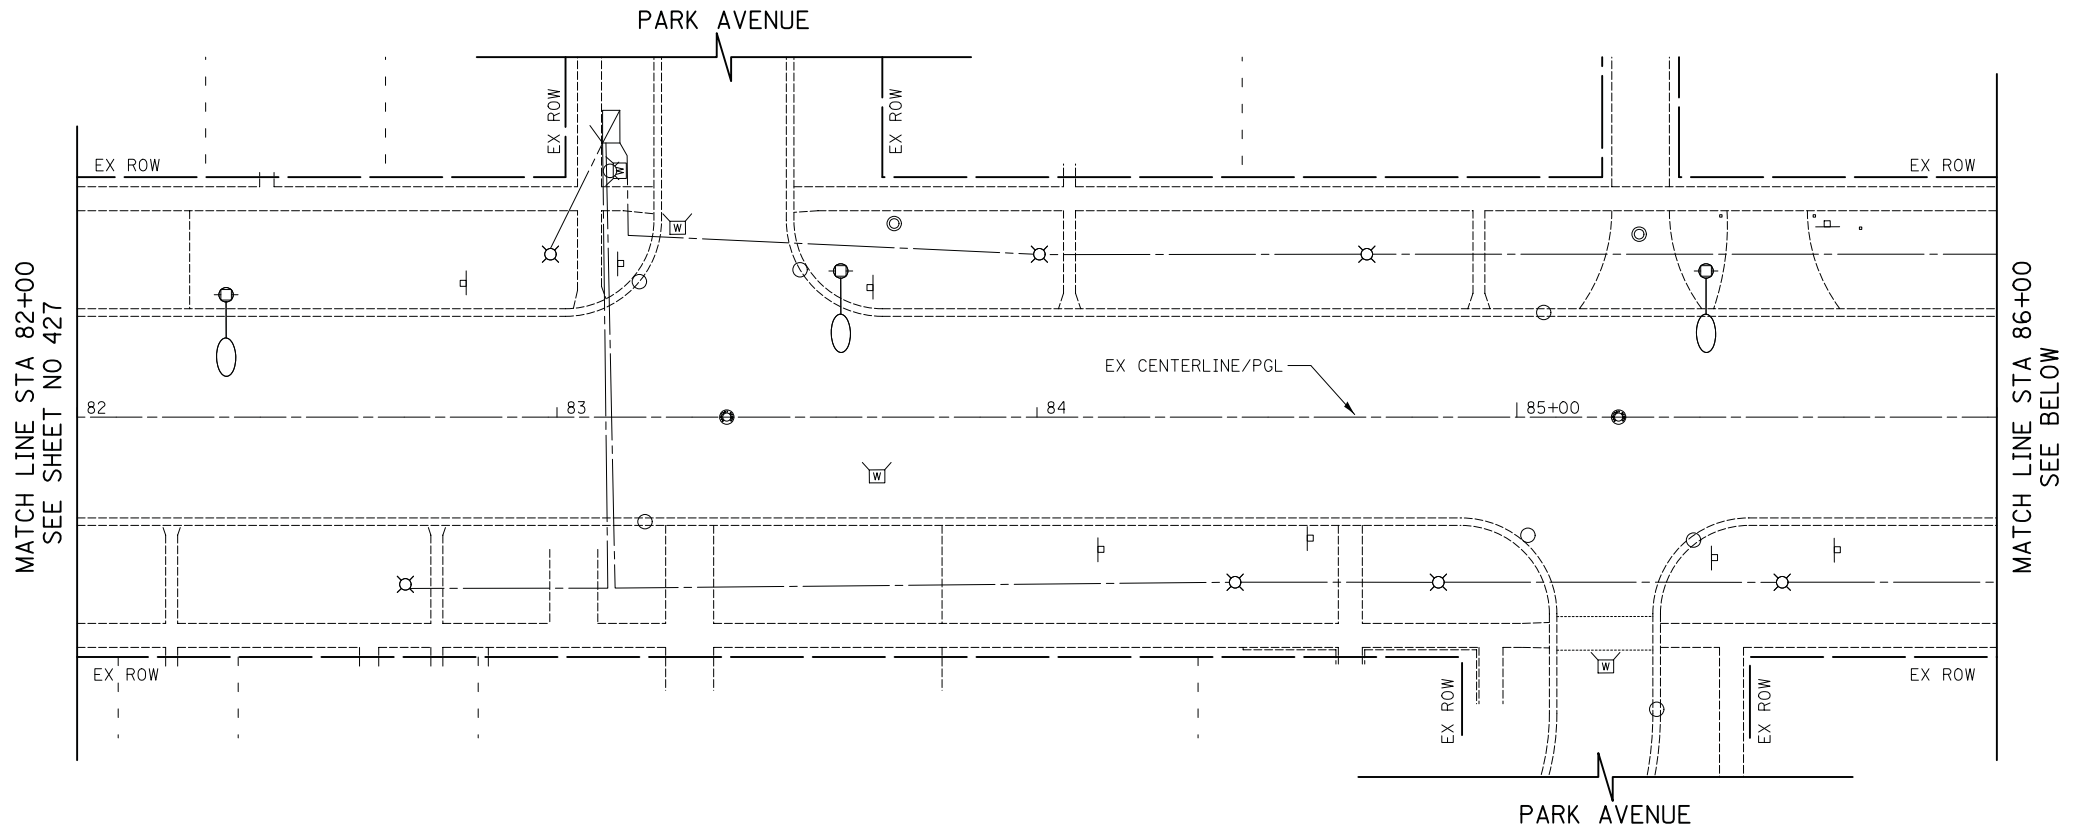 PARK AVENUE
EX ROW
EX ROW
EX ROW
EX ROW
W
W
MATCH LINE STA 82+00
SEE SHEET NO 427
EX CENTERLINE/PGL
82
83
84
85+00
MATCH LINE STA 86+00
SEE BELOW
W
W
EX ROW
EX ROW
EX ROW
EX ROW
PARK AVENUE